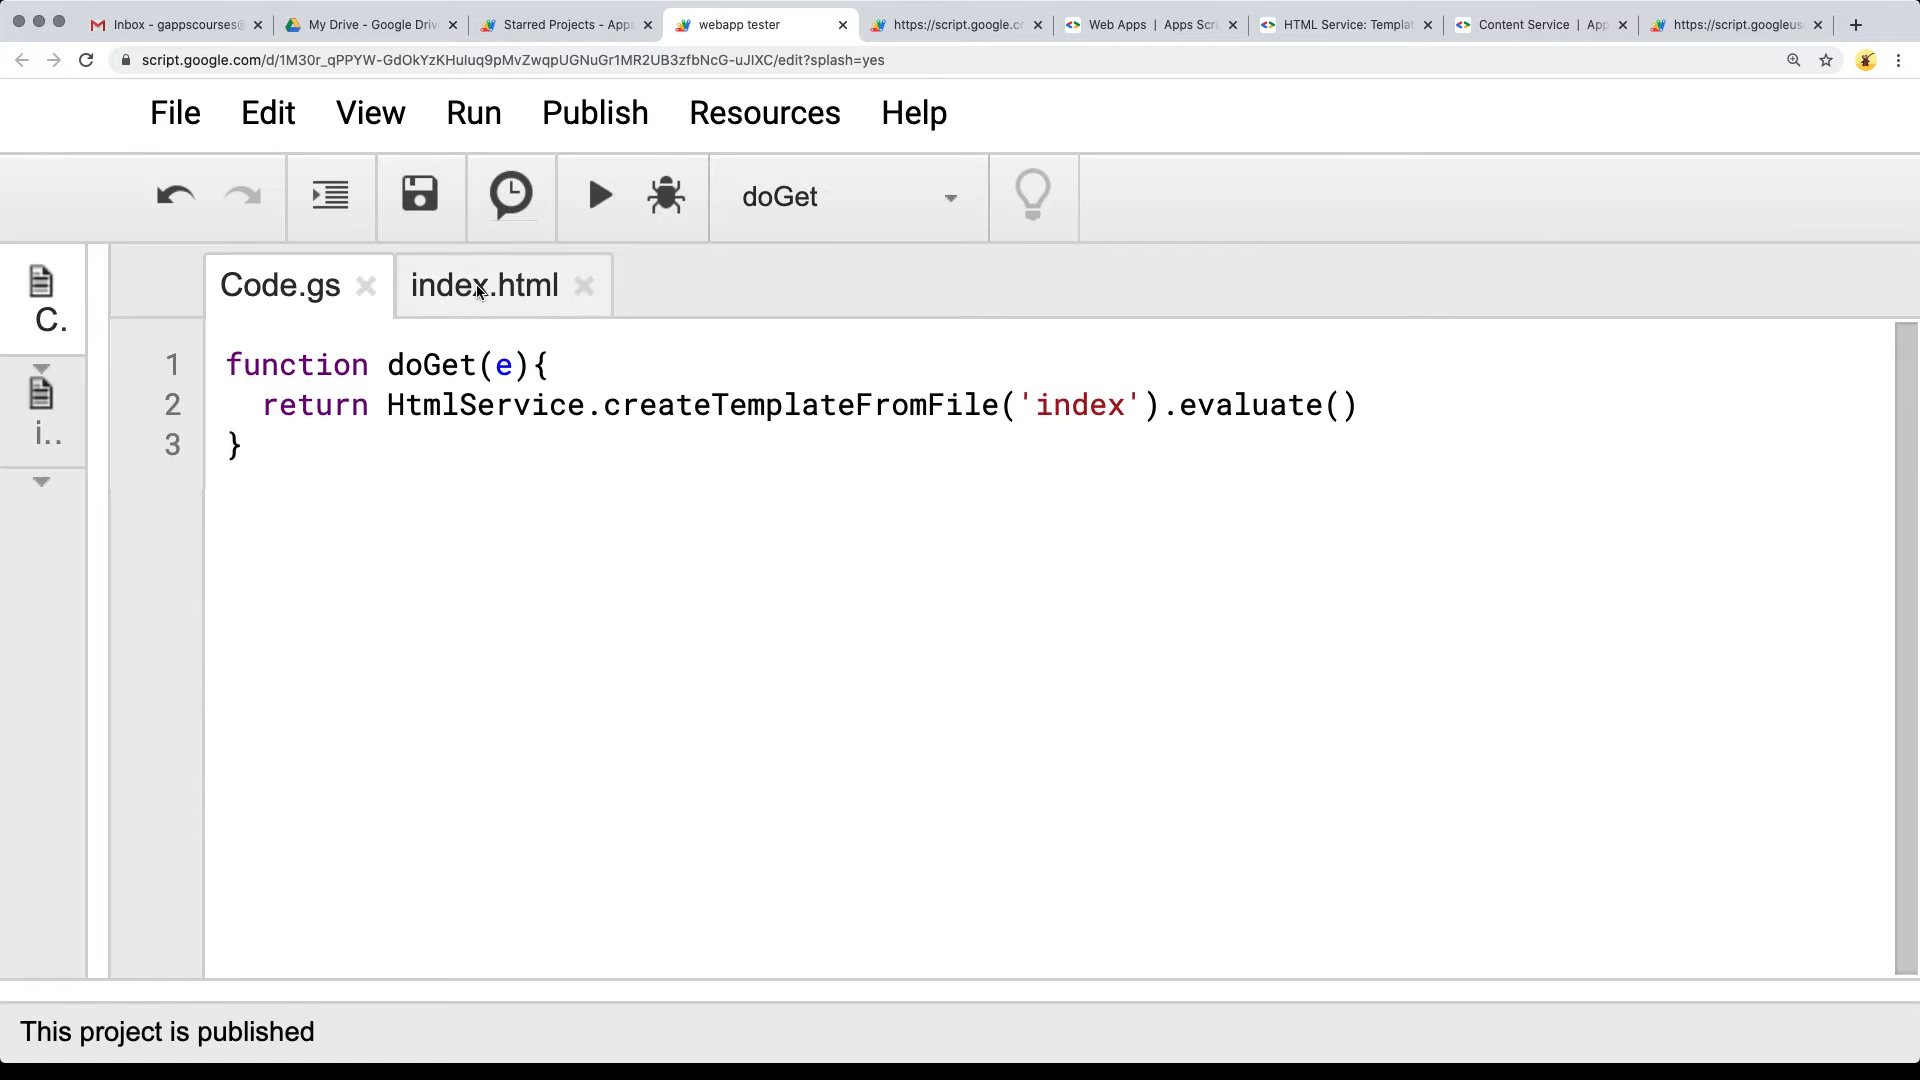 Inbox - gappscourses@
My Drive - Google Driv
Starred Projects - Apps
webapp tester
https://script.google.co
Web Apps | Apps Scri
HTML Service: Templat
Content Service | App
https://script.googleus
script.google.com/d/1M30r_qPPYW-GdOkYzKHuluq9pMvZwqpUGNuGr1MR2UB3zfbNcG-uJlXC/edit?splash=yes
File Edit View Run Publish Resources Help
doGet
Code.gs
index.html
C.
i..
1 function doGet(e){
2 return HtmlService.createTemplateFromFile('index').evaluate()
3 }
This project is published